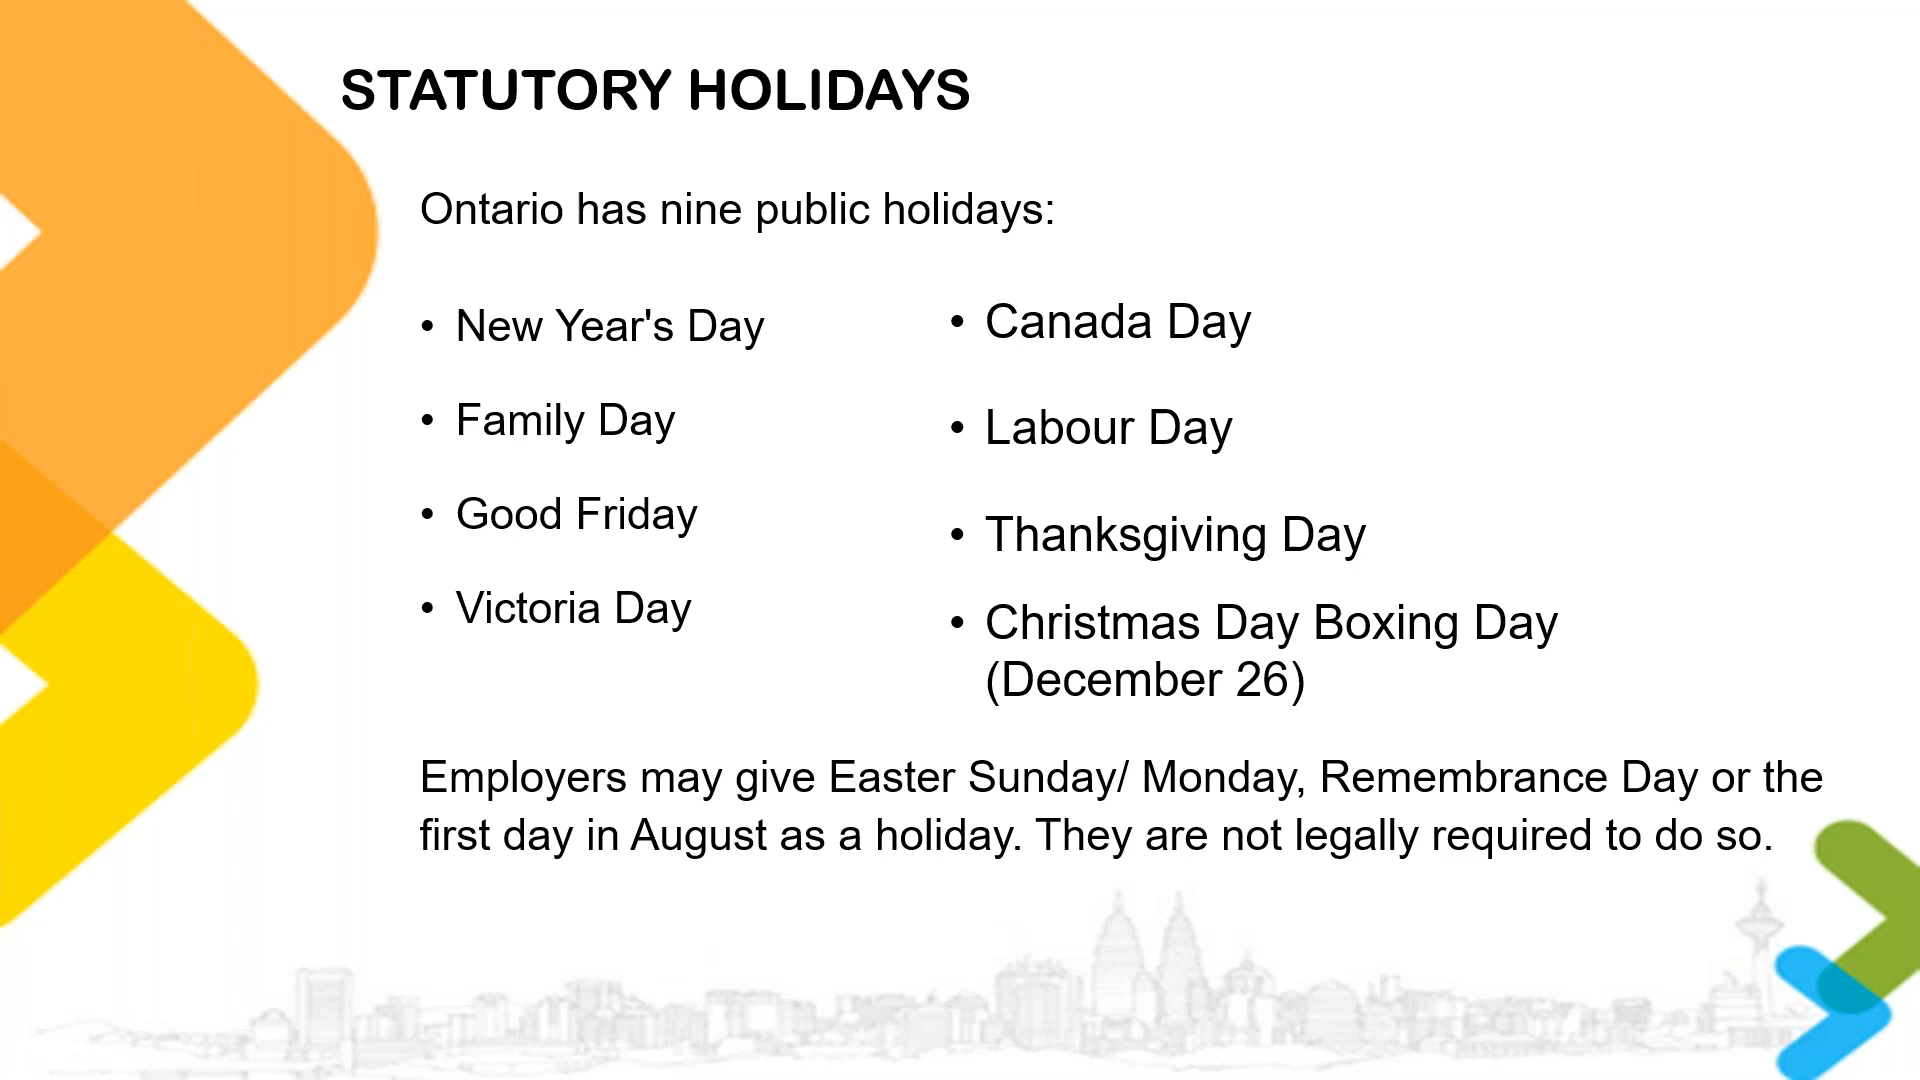 STATUTORY HOLIDAYS
Ontario has nine public holidays:
• New Year's Day
• Family Day
• Good Friday
• Victoria Day
• Canada Day
• Labour Day
• Thanksgiving Day
• Christmas Day Boxing Day
(December 26)
Employers may give Easter Sunday/ Monday, Remembrance Day or the
first day in August as a holiday. They are not legally required to do so.